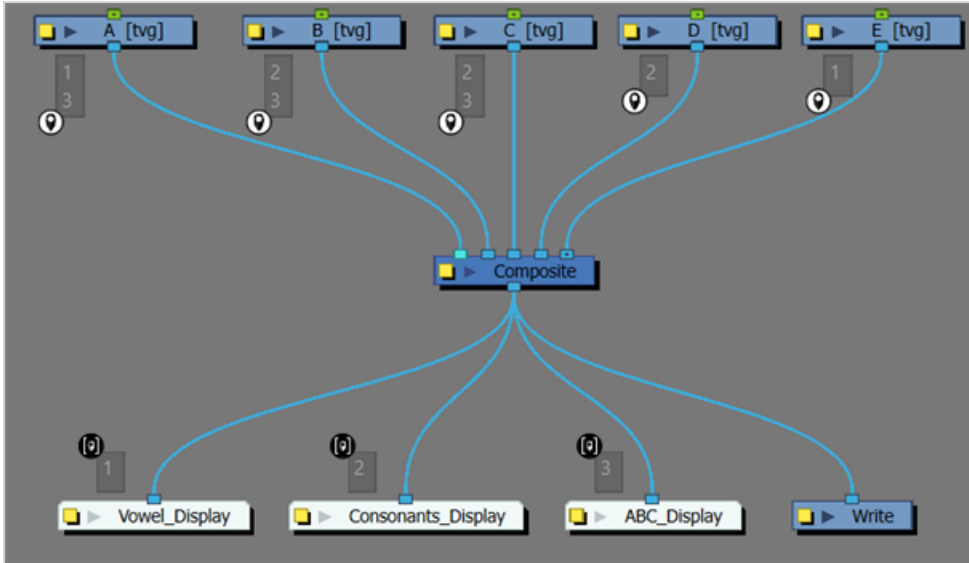 A [tvg]
B [tvg]
C [tvg]
D [tvg]
E [tvg]
1
3
2
3
2
3
2
1
Composite
1
2
3
Vowel_Display
Consonants_Display
ABC_Display
Write